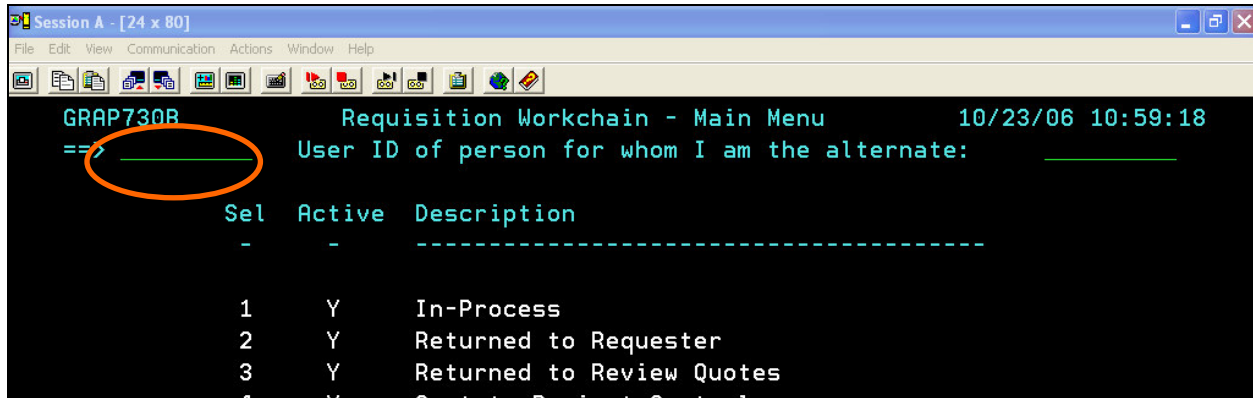 Session A - [24 x 80]
File Edit View Communication Actions Window Help
GRAP730B Requisition Workchain - Main Menu 10/23/06 10:59:18
==> _________ User ID of person for whom I am the alternate: _________
Sel Active Description
- - ---------------------------------------
1 Y In-Process
2 Y Returned to Requester
3 Y Returned to Review Quotes